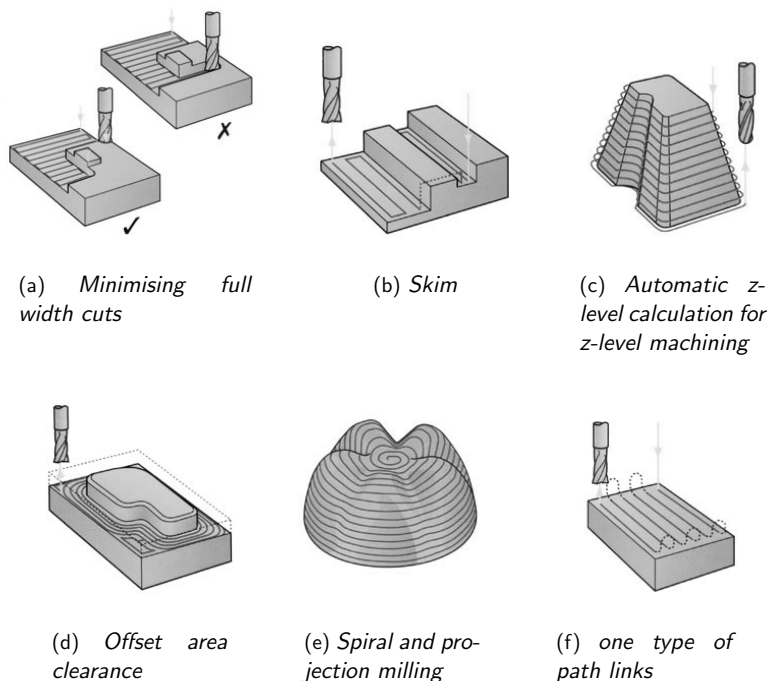 ✗
✓
(a) Minimising full
width cuts
(b) Skim
(c) Automatic z-
level calculation for
z-level machining
(d) Offset area
clearance
(e) Spiral and pro-
jection milling
(f) one type of
path links